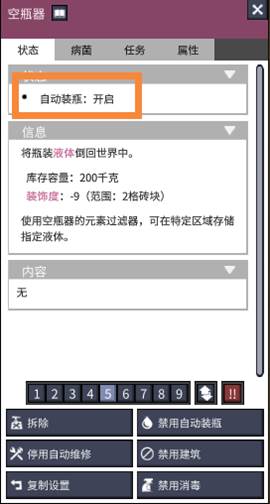 空瓶器
状态 病菌 任务 属性
状态
• 自动装瓶：开启
信息
将瓶装液体倒回世界中。
库存容量：200千克
装饰度：-9（范围：2格砖块）
使用空瓶器的元素过滤器，可在特定区域存储
指定液体。
内容
无
1 2 3 4 5 6 7 8 9 !!
拆除 禁用自动装瓶
停用自动维修 禁用建筑
复制设置 禁用消毒